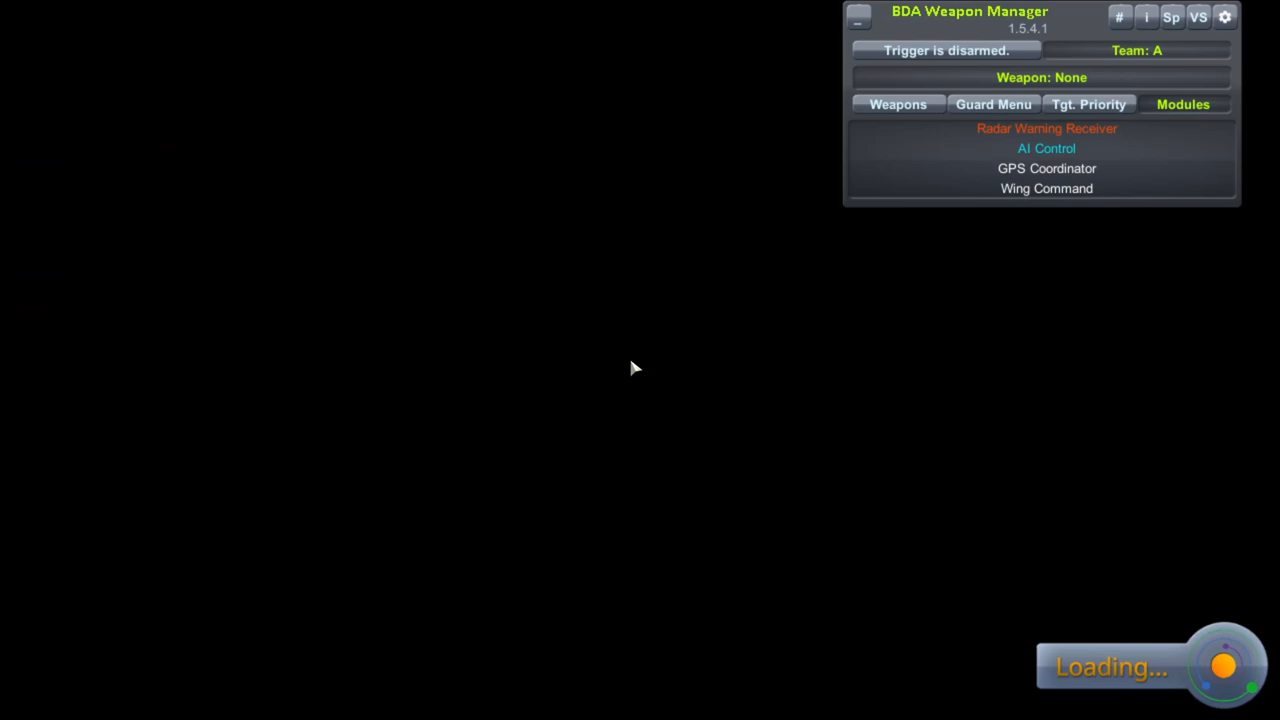 _ BDA Weapon Manager # i Sp VS
1.5.4.1
Trigger is disarmed. Team: A
Weapon: None
Weapons Guard Menu Tgt. Priority Modules
Radar Warning Receiver
AI Control
GPS Coordinator
Wing Command
Loading...